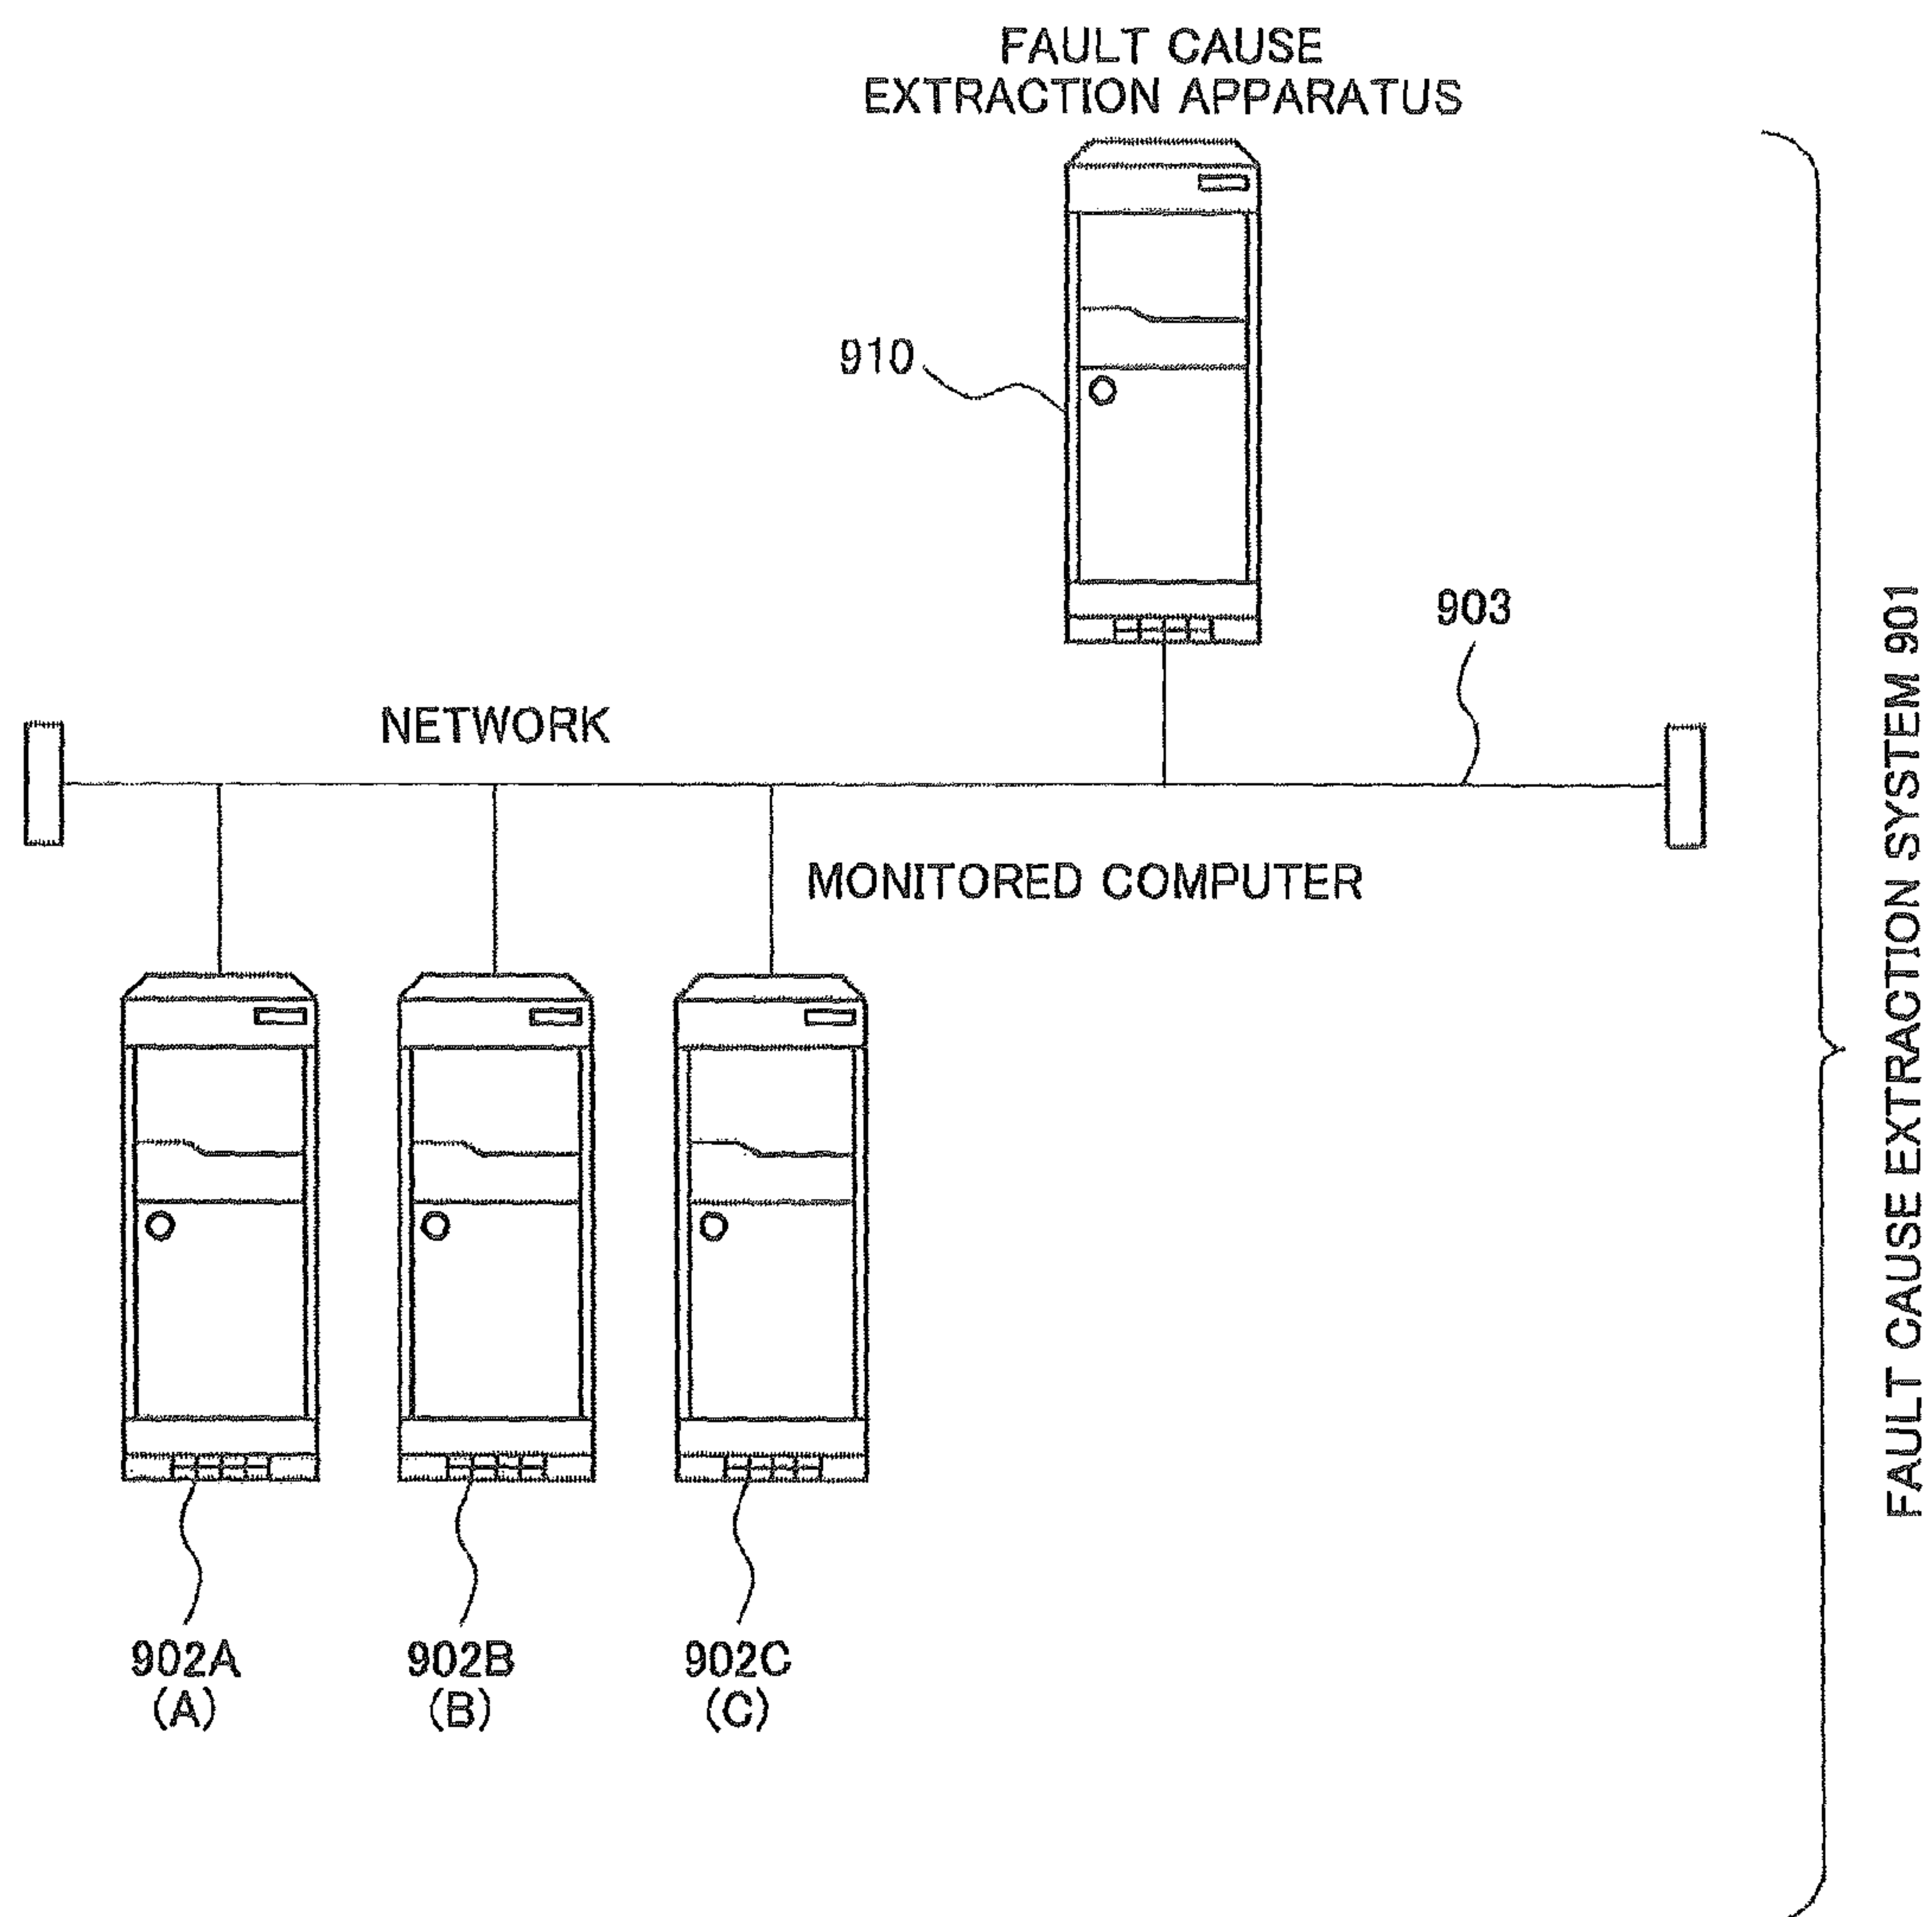 FAULT CAUSE
EXTRACTION APPARATUS
910
903
NETWORK
MONITORED COMPUTER
902A
(A)
902B
(B)
902C
(C)
FAULT CAUSE EXTRACTION SYSTEM 901